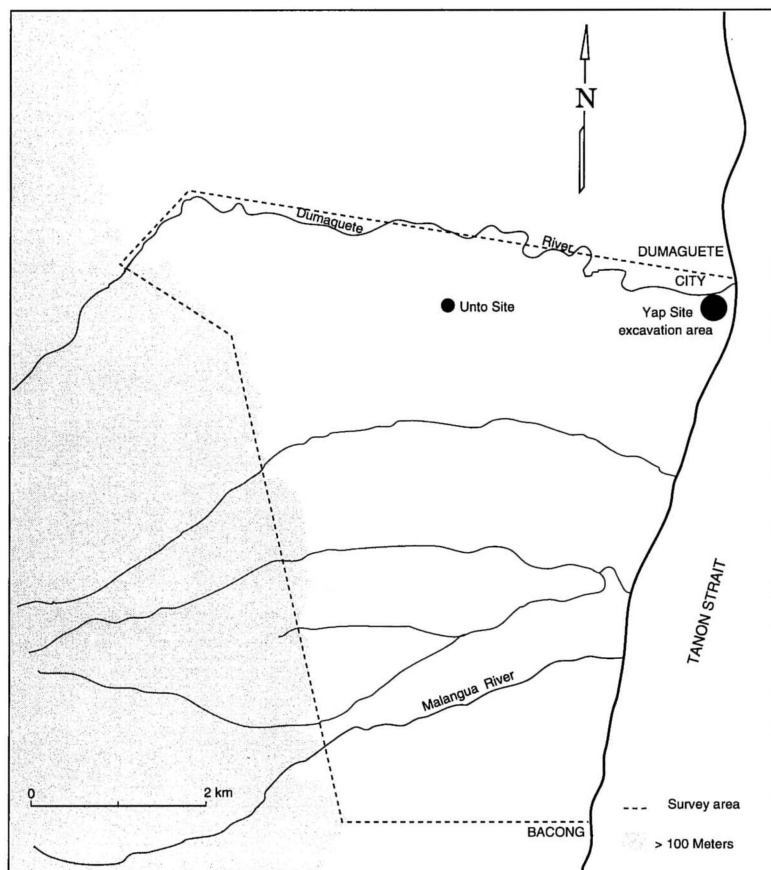 N
Dumaquete
River
DUMAGUETE
CITY
Unto Site
Yap Site
excavation area
TANON STRAIT
Malangua River
0
2 km
BACONG
Survey area
> 100 Meters